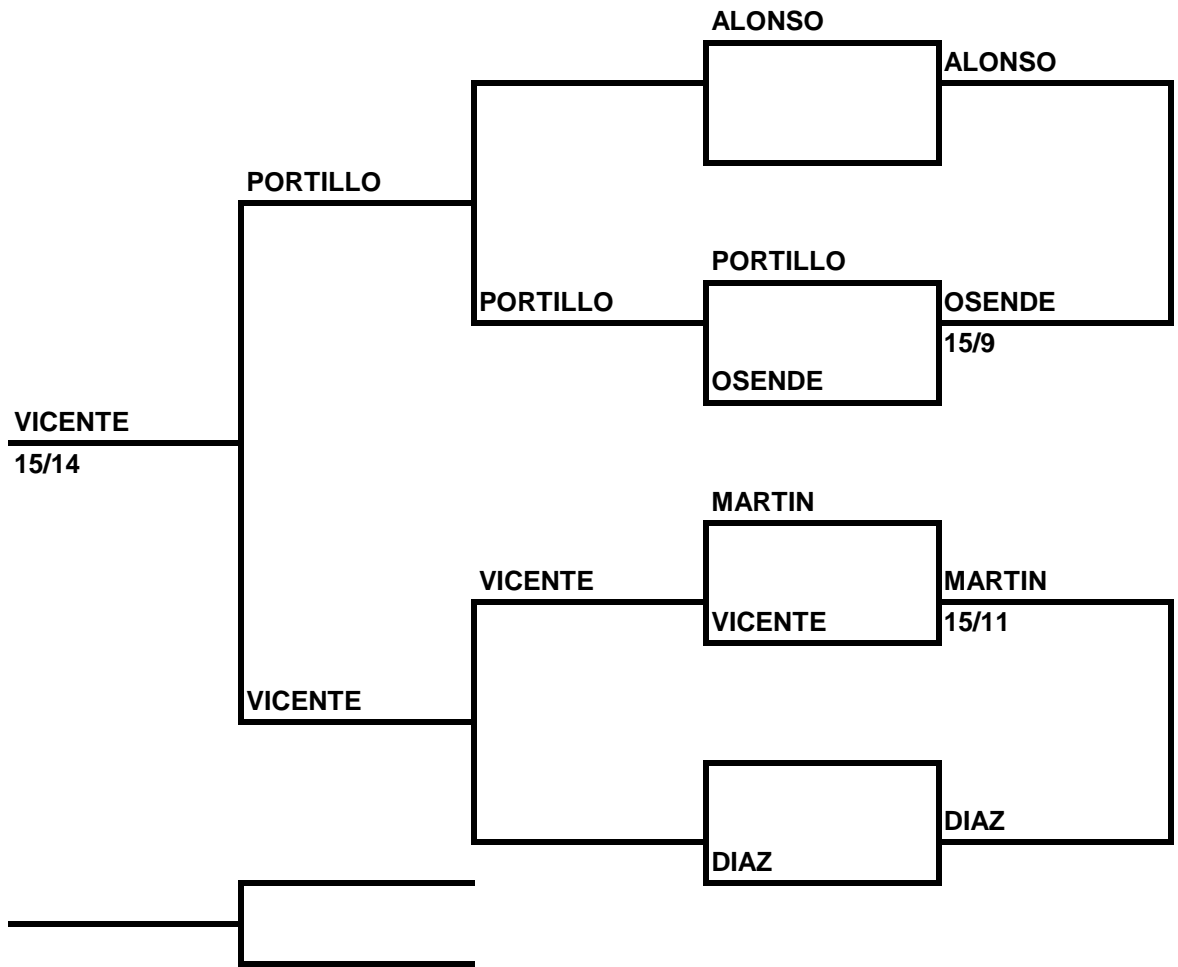 ALONSO
ALONSO
PORTILLO
PORTILLO
PORTILLO
OSENDE
15/9
OSENDE
VICENTE
15/14
MARTIN
VICENTE
MARTIN
VICENTE
15/11
VICENTE
DIAZ
DIAZ